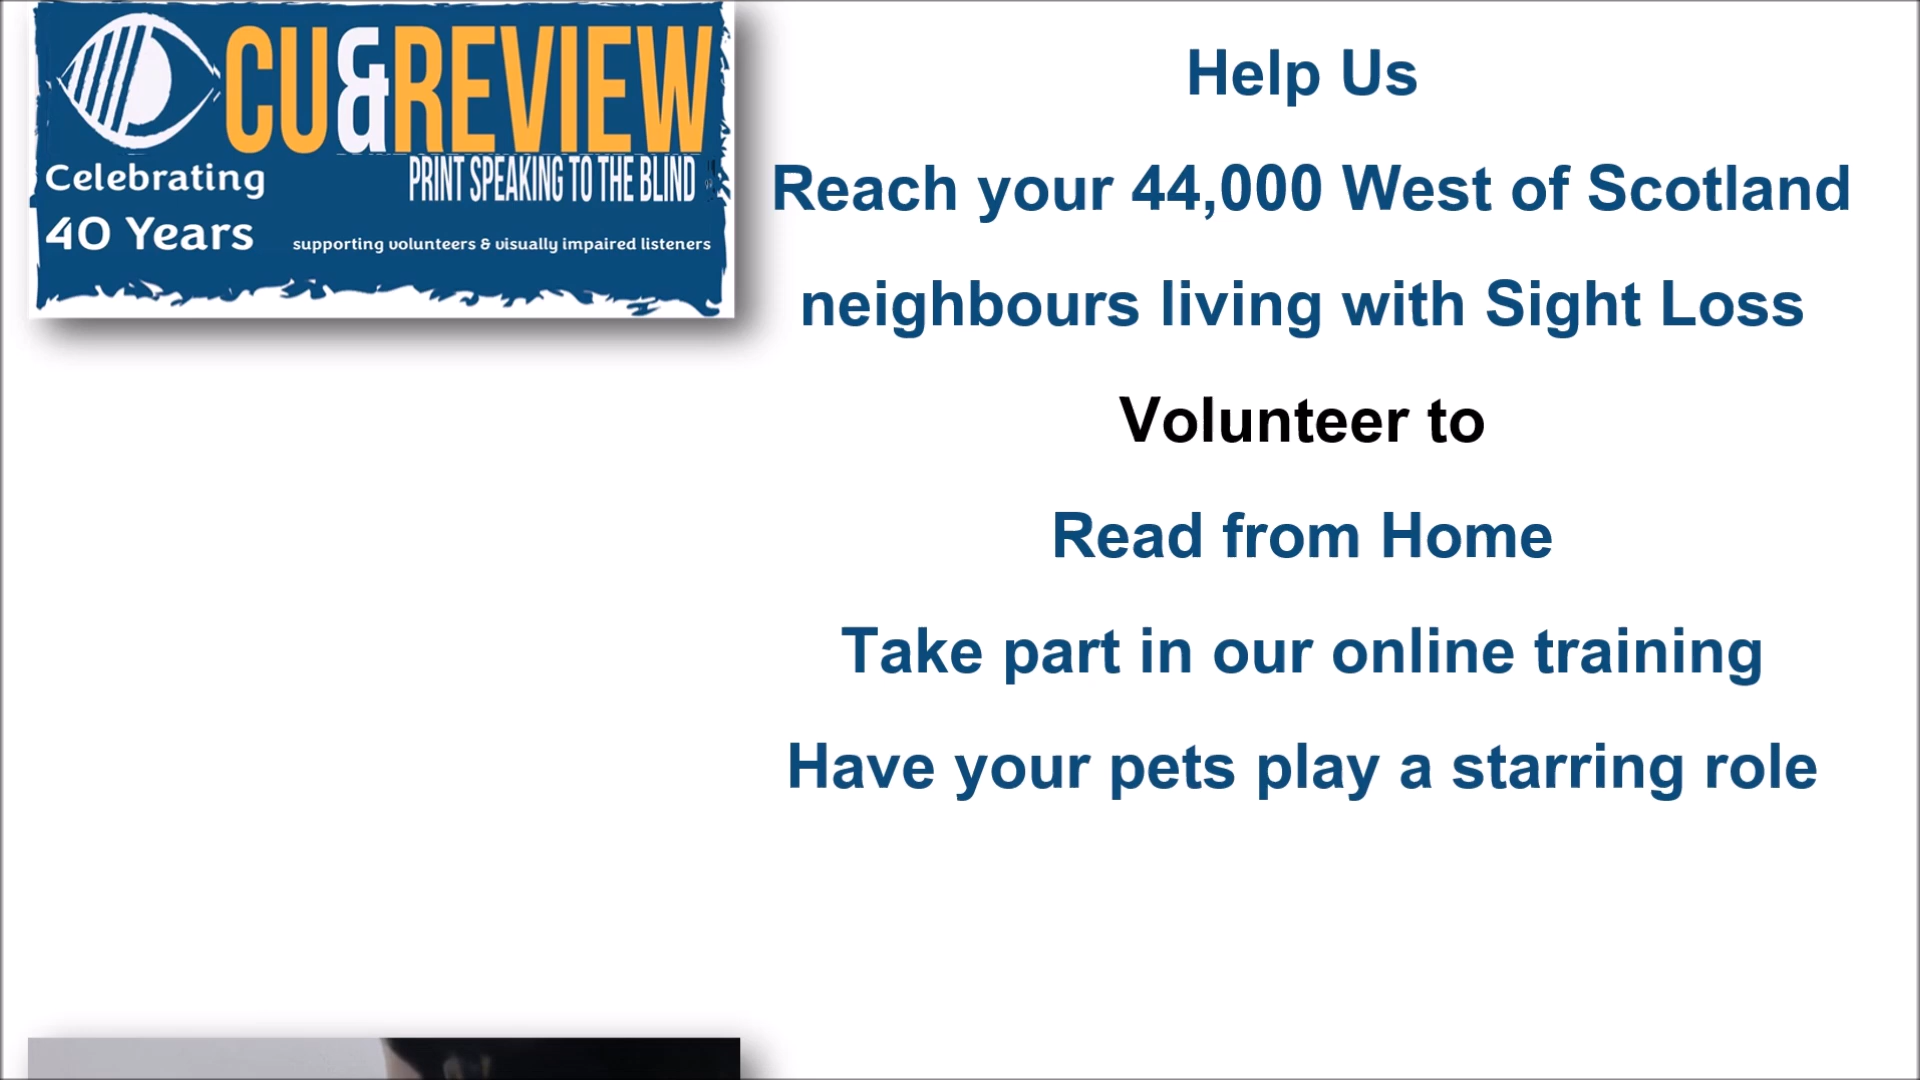 CU&REVIEW
PRINT SPEAKING TO THE BLIND
Celebrating
40 Years
supporting volunteers & visually impaired listeners
Help Us
Reach your 44,000 West of Scotland
neighbours living with Sight Loss
Volunteer to
Read from Home
Take part in our online training
Have your pets play a starring role